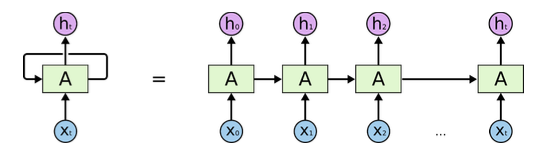 hₜ h₀ h₁ h₂ hₜ
A = A A A A
xₜ x₀ x₁ x₂ ... xₜ